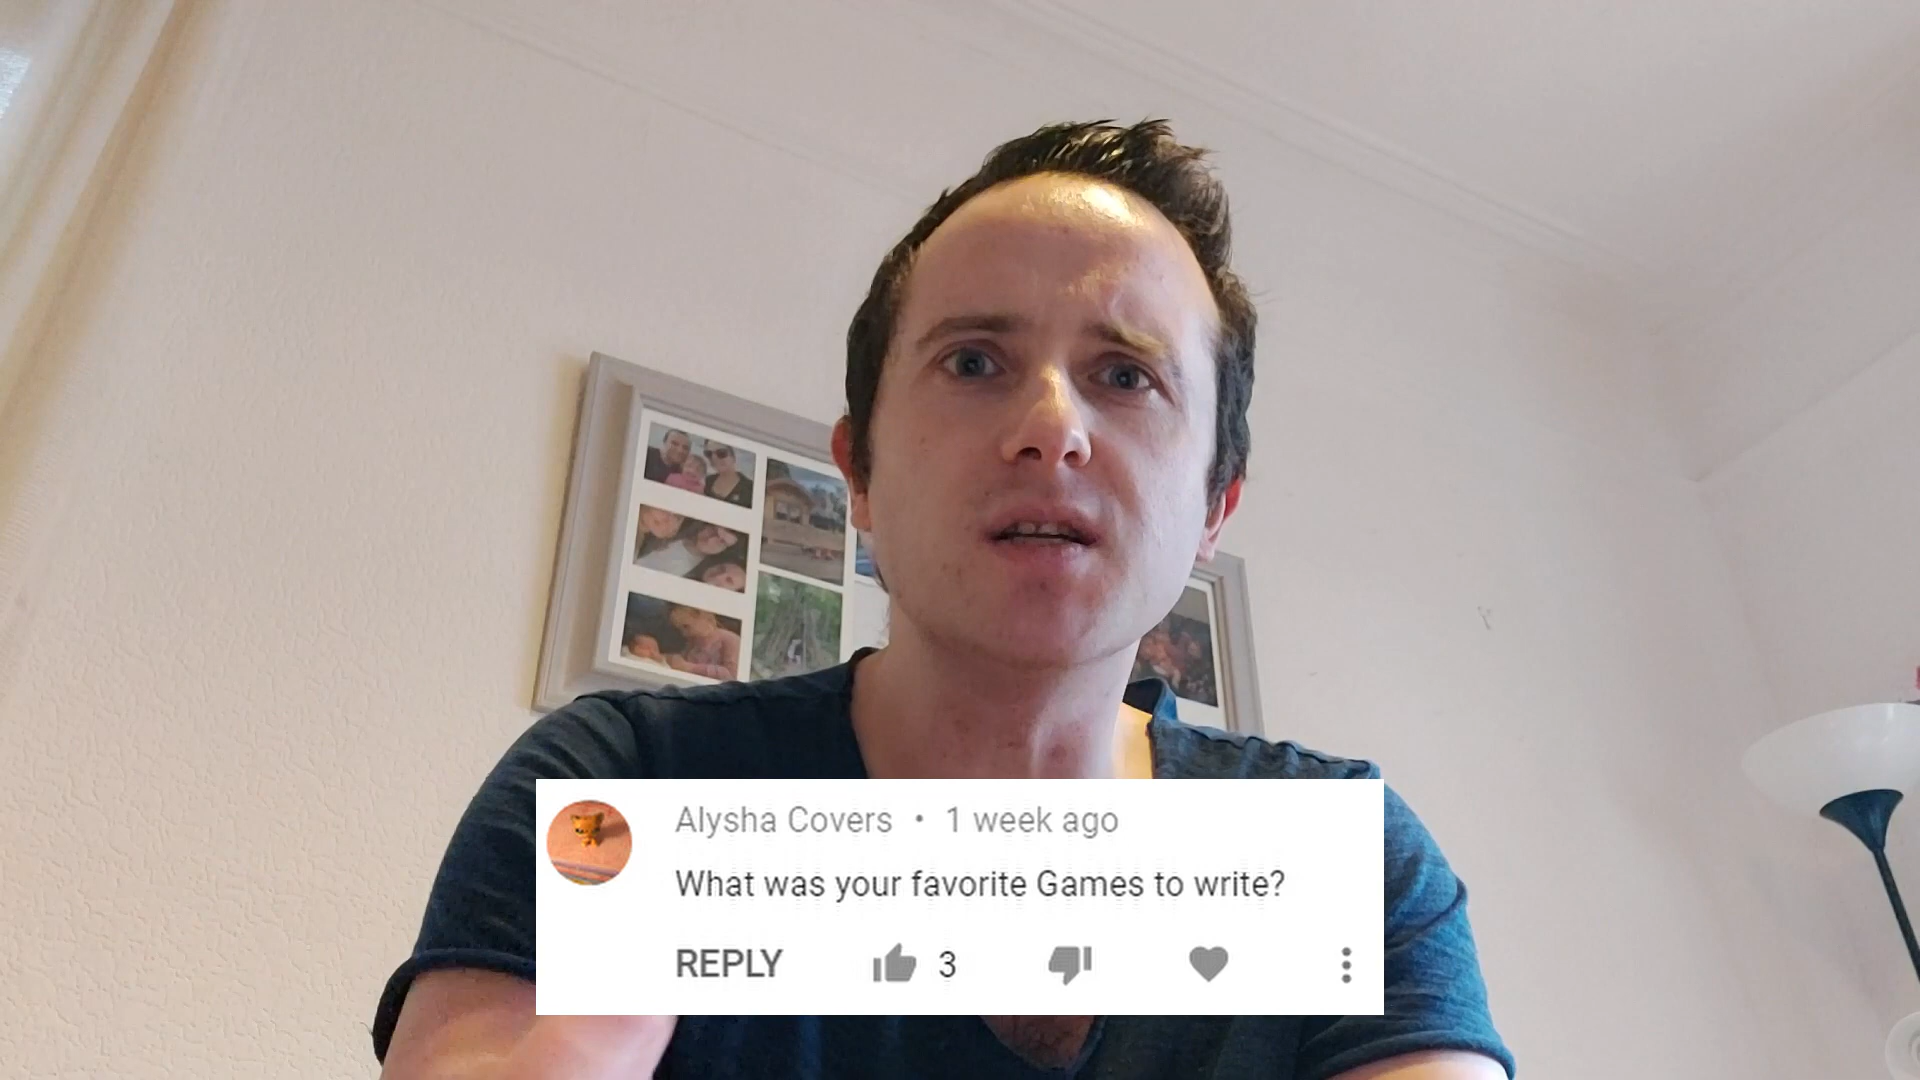 Alysha Covers • 1 week ago
What was your favorite Games to write?
REPLY 3